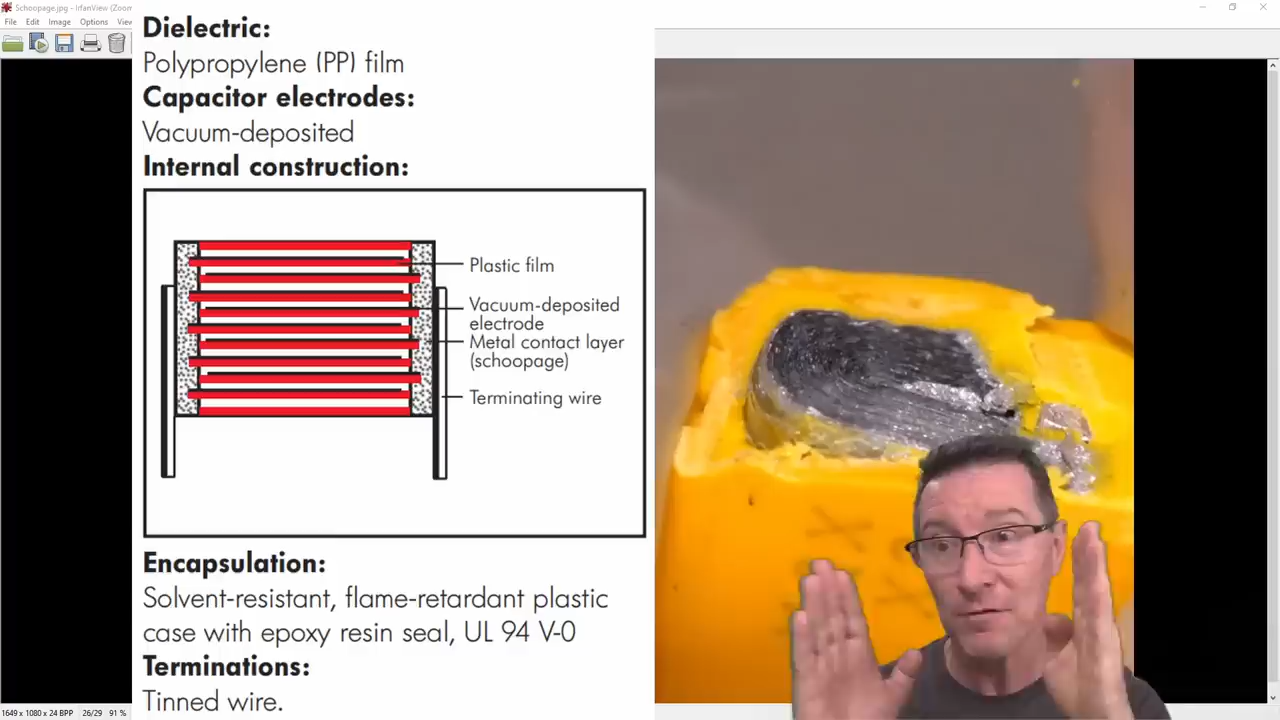 Schoopage.jpg - IrfanView (Zoom
File Edit Image Options View
Dielectric:
Polypropylene (PP) film
Capacitor electrodes:
Vacuum-deposited
Internal construction:
Plastic film
Vacuum-deposited
electrode
Metal contact layer
(schoopage)
Terminating wire
Encapsulation:
Solvent-resistant, flame-retardant plastic
case with epoxy resin seal, UL 94 V-0
Terminations:
Tinned wire.
1649 x 1080 x 24 BPP 26/29 91 %